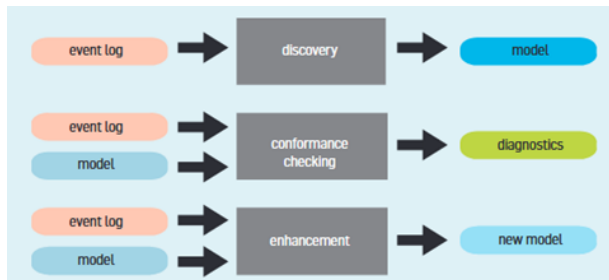 event log
discovery
model
event log
model
conformance
checking
diagnostics
event log
model
enhancement
new model